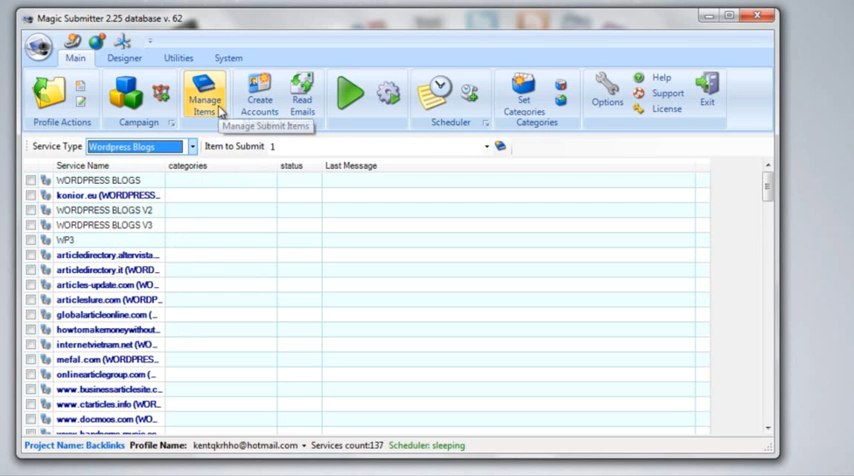 Magic Submitter 2.25 database v. 62
Main Designer Utilities System
Manage Items
Create Accounts
Read Emails
Set Categories
Options
Help
Support
License
Exit
Profile Actions Campaign Scheduler Categories
Manage Submit Items
Service Type Wordpress Blogs Item to Submit 1
Service Name categories status Last Message
WORDPRESS BLOGS
konior.eu (WORDPRESS...
WORDPRESS BLOGS V2
WORDPRESS BLOGS V3
WP3
articledirectory.altervista...
articledirectory.it (WORD...
articles-update.com (WO...
articleslure.com (WORDP...
globalarticleonline.com (...
howtomakemoneywithout...
internetvietnam.net (WO...
mefal.com (WORDPRES...
onlinearticlegroup.com (...
www.businessarticlesite.c...
www.ctarticles.info (WOR...
www.docmoos.com (WO...
Project Name: Backlinks Profile Name: kentqkrhho@hotmail.com Services count:137 Scheduler: sleeping